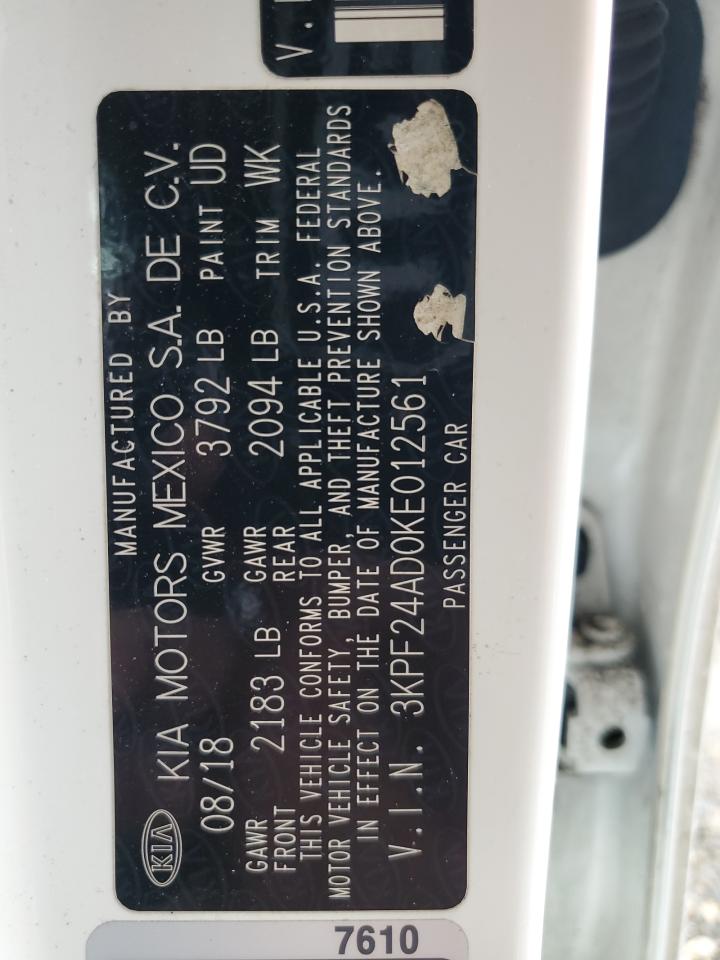 V.I
MANUFACTURED BY
KIA KIA MOTORS MEXICO S.A. DE C.V.
08/18 GVWR 3792 LB PAINT UD
GAWR FRONT 2183 LB GAWR REAR 2094 LB TRIM WK
THIS VEHICLE CONFORMS TO ALL APPLICABLE U.S.A. FEDERAL
MOTOR VEHICLE SAFETY, BUMPER, AND THEFT PREVENTION STANDARDS
IN EFFECT ON THE DATE OF MANUFACTURE SHOWN ABOVE.
V.I.N. 3KPF24AD0KE012561
PASSENGER CAR
7610